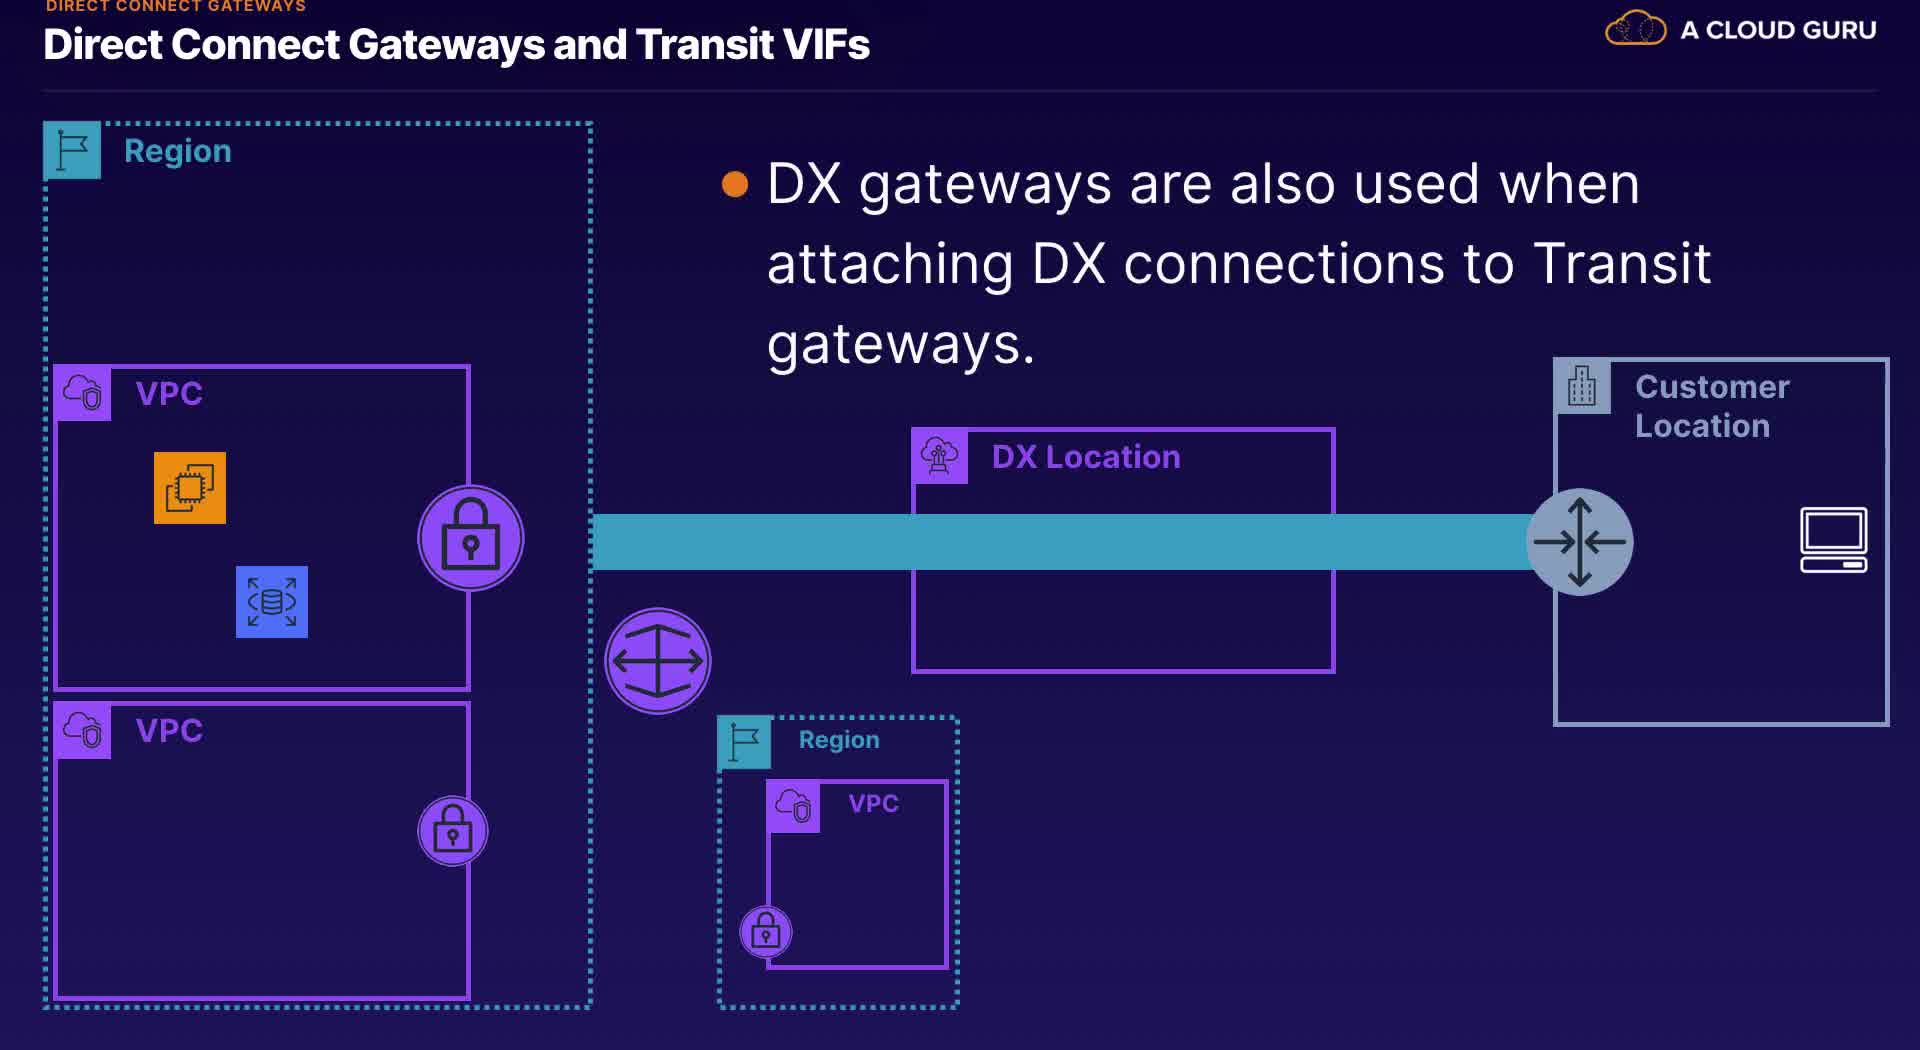 DIRECT CONNECT GATEWAYS
Direct Connect Gateways and Transit VIFs
A CLOUD GURU
Region
DX gateways are also used when
attaching DX connections to Transit
gateways.
VPC
DX Location
Customer
Location
VPC
Region
VPC